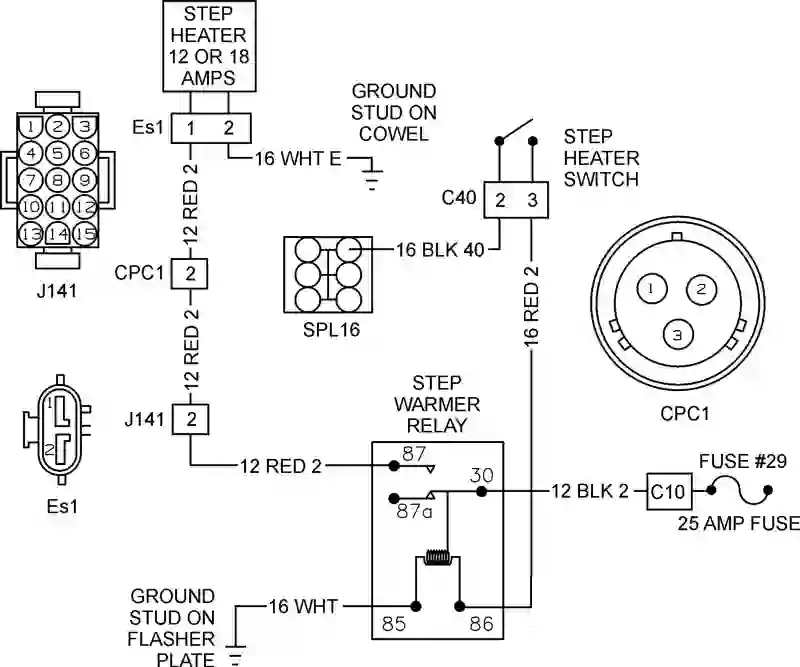 STEP
HEATER
12 OR 18
AMPS
Es1
1 2
16 WHT E
GROUND
STUD ON
COWEL
12 RED 2
CPC1
2
12 RED 2
J141
2
12 RED 2
1 2 3
4 5 6
7 8 9
10 11 12
13 14 15
J141
1
2
Es1
SPL16
16 BLK 40
C40
2 3
STEP
HEATER
SWITCH
16 RED 2
1 2
3
CPC1
STEP
WARMER
RELAY
87
30
87a
85 86
12 BLK 2
C10
FUSE #29
25 AMP FUSE
16 WHT
GROUND
STUD ON
FLASHER
PLATE